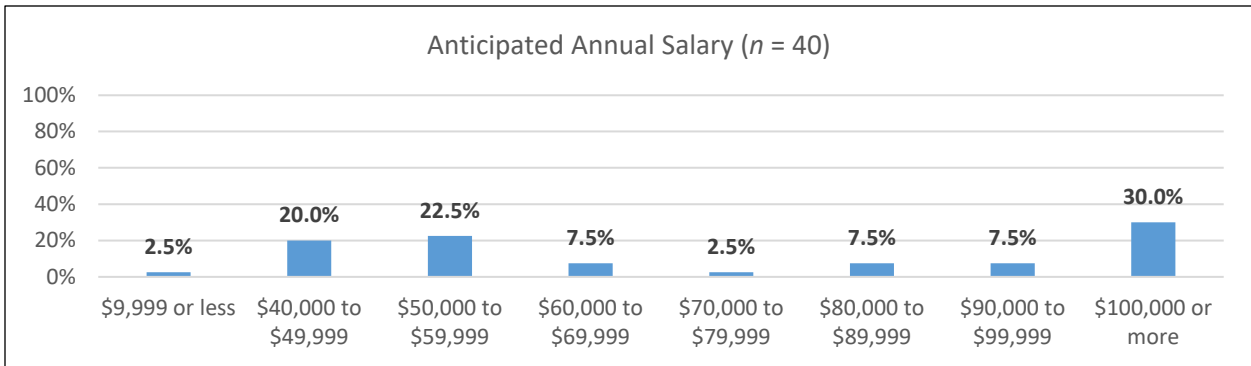 Anticipated Annual Salary (n = 40)
100%
80%
60%
40%
20%
0%
2.5%
20.0%
22.5%
7.5%
2.5%
7.5%
7.5%
30.0%
$9,999 or less
$40,000 to
$49,999
$50,000 to
$59,999
$60,000 to
$69,999
$70,000 to
$79,999
$80,000 to
$89,999
$90,000 to
$99,999
$100,000 or
more